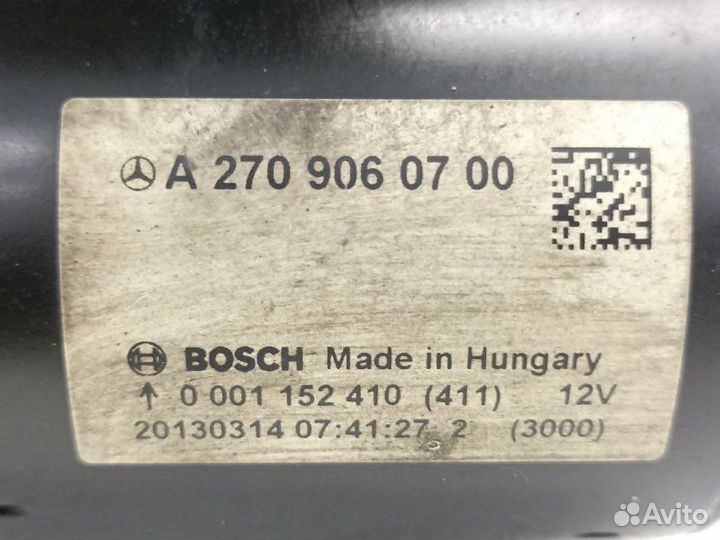 A 270 906 07 00
BOSCH Made in Hungary
↑ 0 001 152 410 (411) 12V
20130314 07:41:27 2 (3000)
Avito